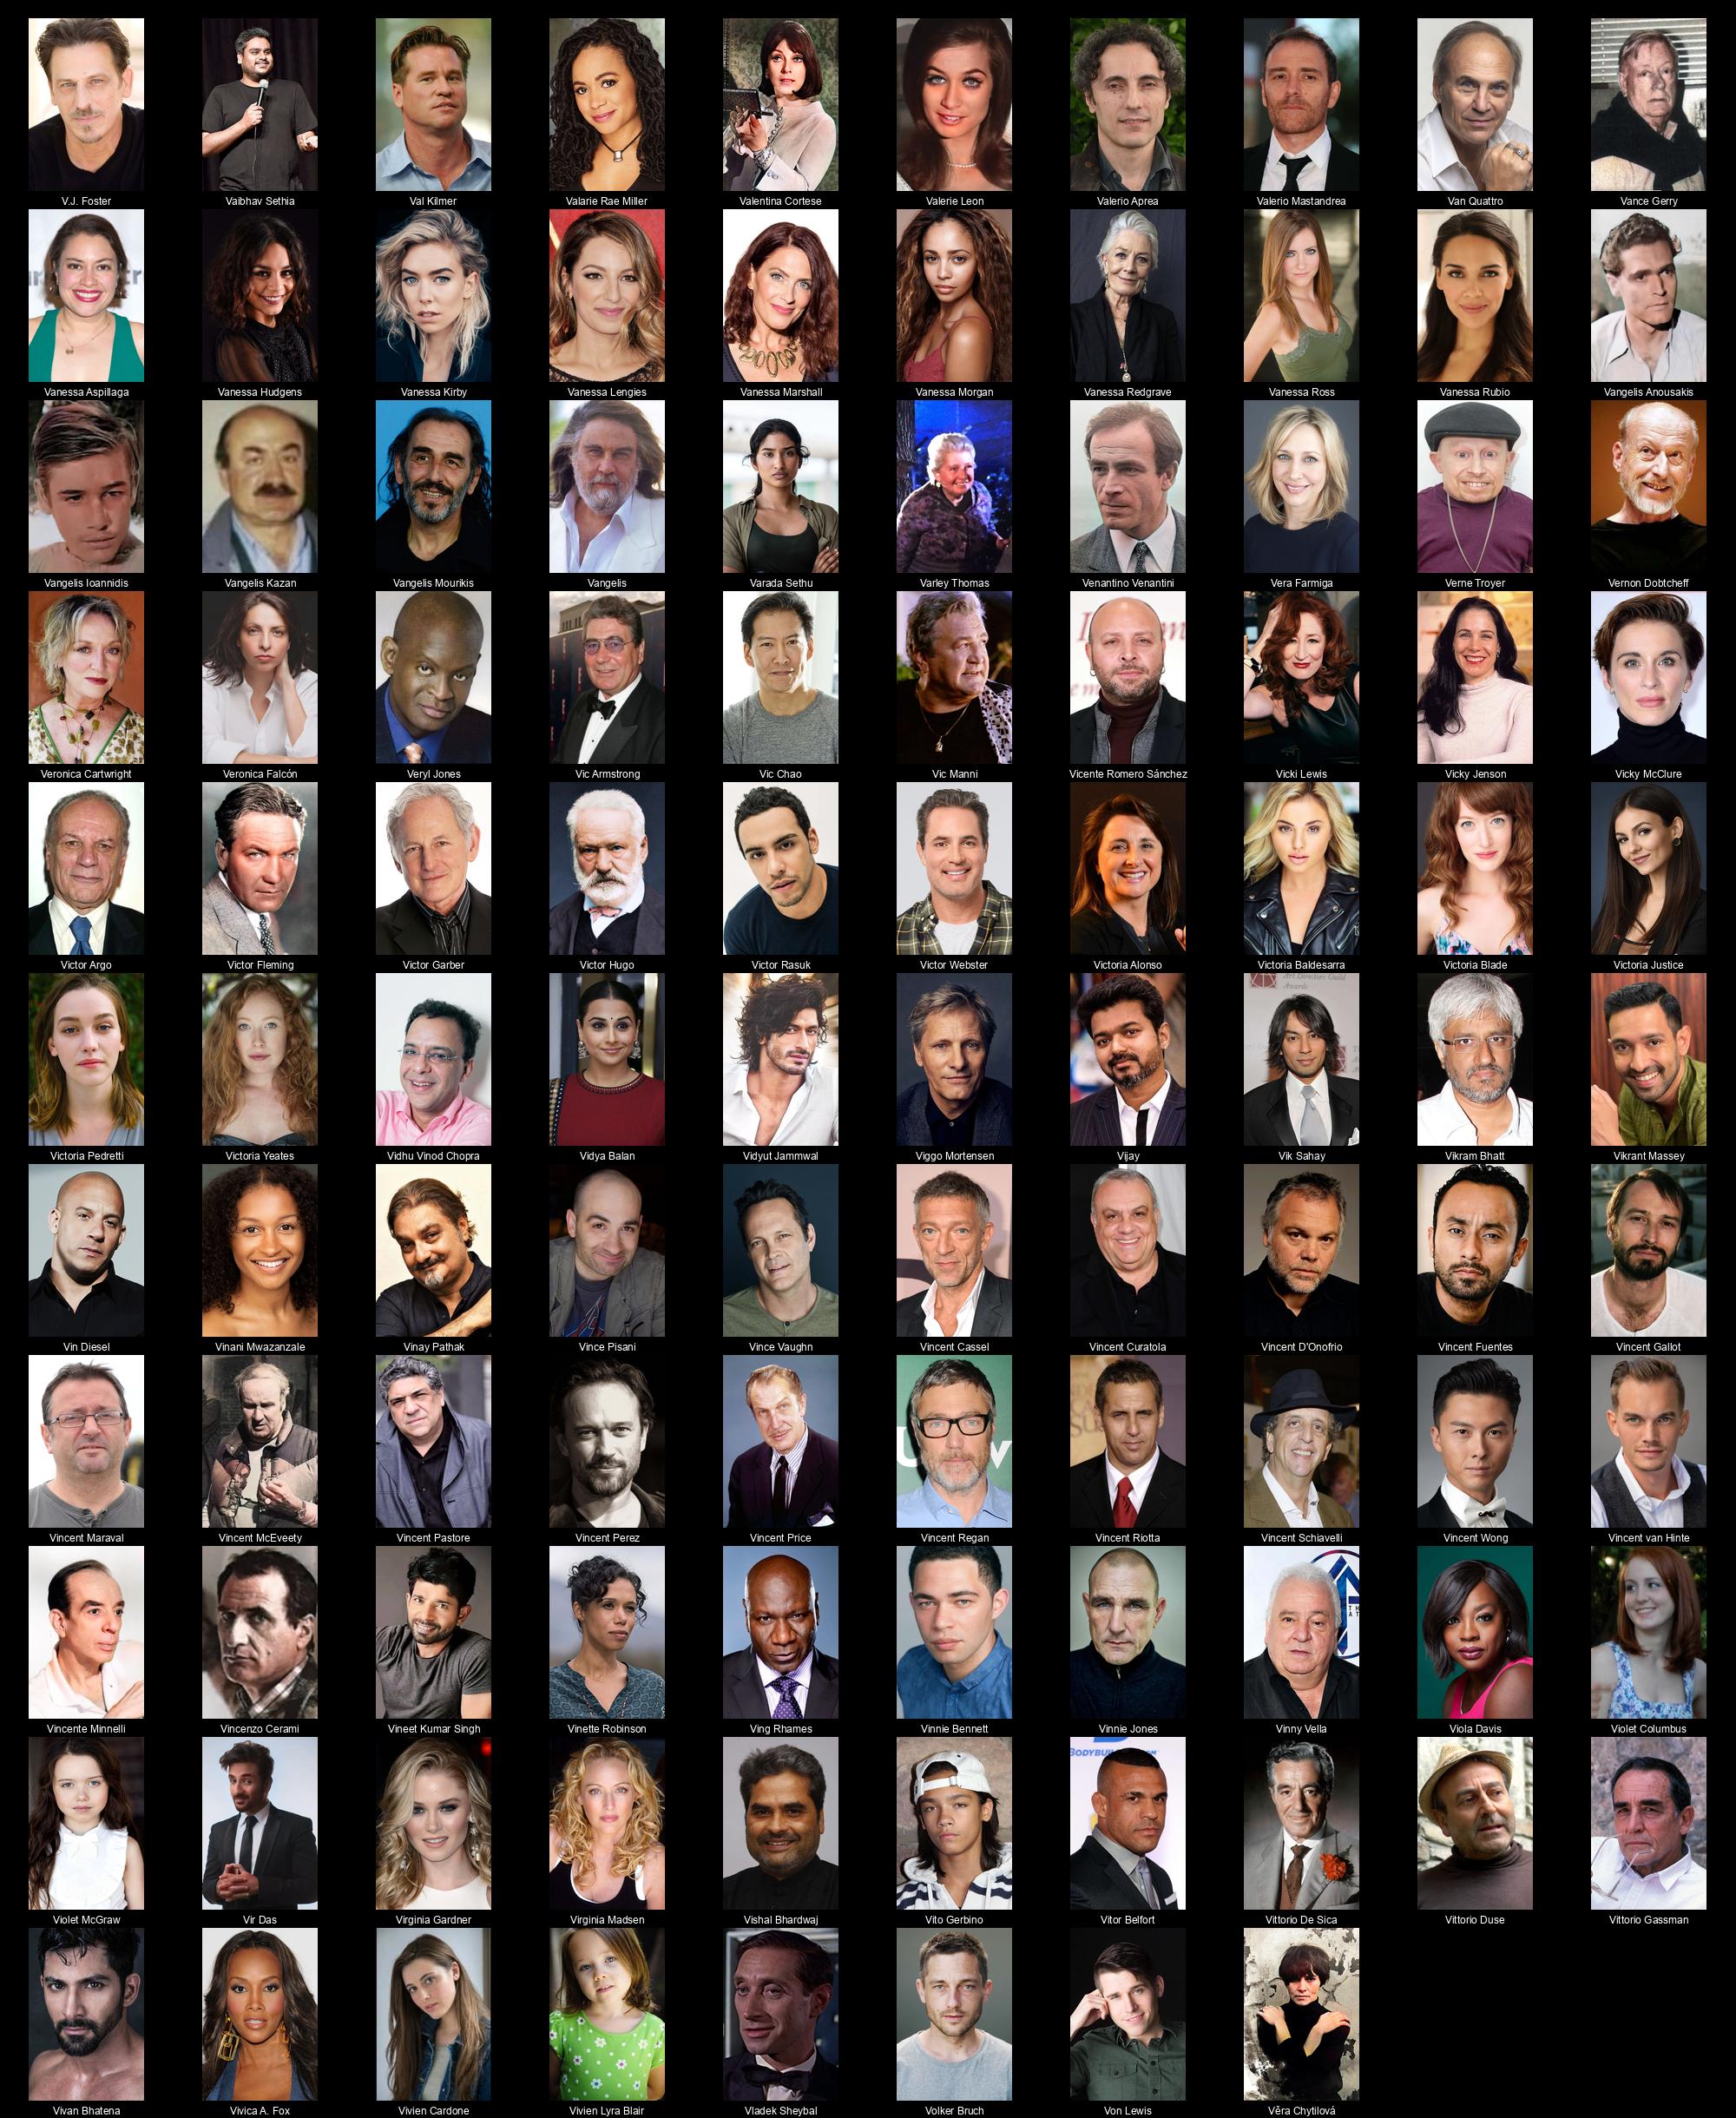 V.J. Foster Vaibhav Sethia Val Kilmer Valarie Rae Miller Valentina Cortese Valerie Leon Valerio Aprea Valerio Mastandrea Van Quattro Vance Gerry
Vanessa Aspillaga Vanessa Hudgens Vanessa Kirby Vanessa Lengies Vanessa Marshall Vanessa Morgan Vanessa Redgrave Vanessa Ross Vanessa Rubio Vangelis Anousakis
Vangelis Ioannidis Vangelis Kazan Vangelis Mourikis Vangelis Varada Sethu Varley Thomas Venantino Venantini Vera Farmiga Verne Troyer Vernon Dobtcheff
Veronica Cartwright Veronica Falcón Veryl Jones Vic Armstrong Vic Chao Vic Manni Vicente Romero Sánchez Vicki Lewis Vicky Jenson Vicky McClure
Victor Argo Victor Fleming Victor Garber Victor Hugo Victor Rasuk Victor Webster Victoria Alonso Victoria Baldesarra Victoria Blade Victoria Justice
Victoria Pedretti Victoria Yeates Vidhu Vinod Chopra Vidya Balan Vidyut Jammwal Viggo Mortensen Vijay Vik Sahay Vikram Bhatt Vikrant Massey
Vin Diesel Vinani Mwazanzale Vinay Pathak Vince Pisani Vince Vaughn Vincent Cassel Vincent Curatola Vincent D'Onofrio Vincent Fuentes Vincent Gallot
Vincent Maraval Vincent McEveety Vincent Pastore Vincent Perez Vincent Price Vincent Regan Vincent Riotta Vincent Schiavelli Vincent Wong Vincent van Hinte
Vincente Minnelli Vincenzo Cerami Vineet Kumar Singh Vinette Robinson Ving Rhames Vinnie Bennett Vinnie Jones Vinny Vella Viola Davis Violet Columbus
Violet McGraw Vir Das Virginia Gardner Virginia Madsen Vishal Bhardwaj Vito Gerbino Vitor Belfort Vittorio De Sica Vittorio Duse Vittorio Gassman
Vivan Bhatena Vivica A. Fox Vivien Cardone Vivien Lyra Blair Vladek Sheybal Volker Bruch Von Lewis Věra Chytilová